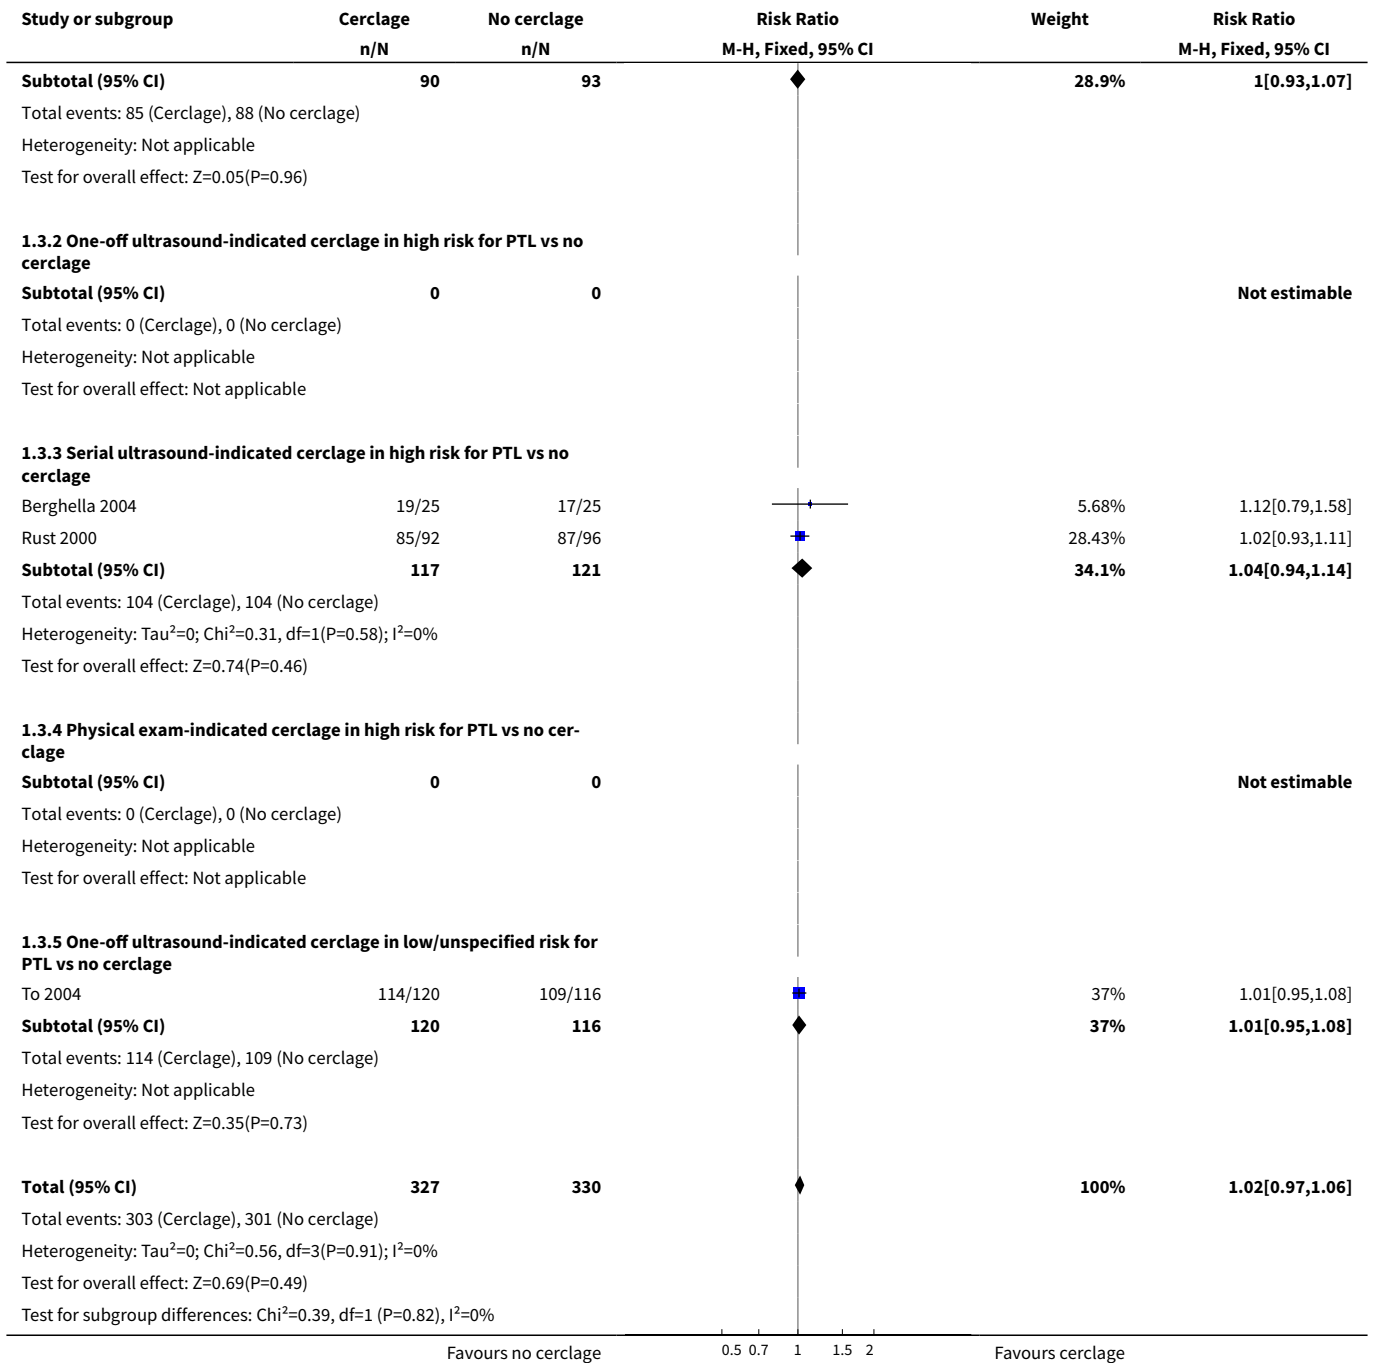 Study or subgroup Cerclage No cerclage Risk Ratio Weight Risk Ratio
n/N n/N M-H, Fixed, 95% CI M-H, Fixed, 95% CI
Subtotal (95% CI) 90 93 28.9% 1[0.93,1.07]
Total events: 85 (Cerclage), 88 (No cerclage)
Heterogeneity: Not applicable
Test for overall effect: Z=0.05(P=0.96)
1.3.2 One-off ultrasound-indicated cerclage in high risk for PTL vs no
cerclage
Subtotal (95% CI) 0 0 Not estimable
Total events: 0 (Cerclage), 0 (No cerclage)
Heterogeneity: Not applicable
Test for overall effect: Not applicable
1.3.3 Serial ultrasound-indicated cerclage in high risk for PTL vs no
cerclage
Berghella 2004 19/25 17/25 5.68% 1.12[0.79,1.58]
Rust 2000 85/92 87/96 28.43% 1.02[0.93,1.11]
Subtotal (95% CI) 117 121 34.1% 1.04[0.94,1.14]
Total events: 104 (Cerclage), 104 (No cerclage)
Heterogeneity: Tau²=0; Chi²=0.31, df=1(P=0.58); I²=0%
Test for overall effect: Z=0.74(P=0.46)
1.3.4 Physical exam-indicated cerclage in high risk for PTL vs no cer-
clage
Subtotal (95% CI) 0 0 Not estimable
Total events: 0 (Cerclage), 0 (No cerclage)
Heterogeneity: Not applicable
Test for overall effect: Not applicable
1.3.5 One-off ultrasound-indicated cerclage in low/unspecified risk for
PTL vs no cerclage
To 2004 114/120 109/116 37% 1.01[0.95,1.08]
Subtotal (95% CI) 120 116 37% 1.01[0.95,1.08]
Total events: 114 (Cerclage), 109 (No cerclage)
Heterogeneity: Not applicable
Test for overall effect: Z=0.35(P=0.73)
Total (95% CI) 327 330 100% 1.02[0.97,1.06]
Total events: 303 (Cerclage), 301 (No cerclage)
Heterogeneity: Tau²=0; Chi²=0.56, df=3(P=0.91); I²=0%
Test for overall effect: Z=0.69(P=0.49)
Test for subgroup differences: Chi²=0.39, df=1 (P=0.82), I²=0%
Favours no cerclage 0.5 0.7 1 1.5 2 Favours cerclage